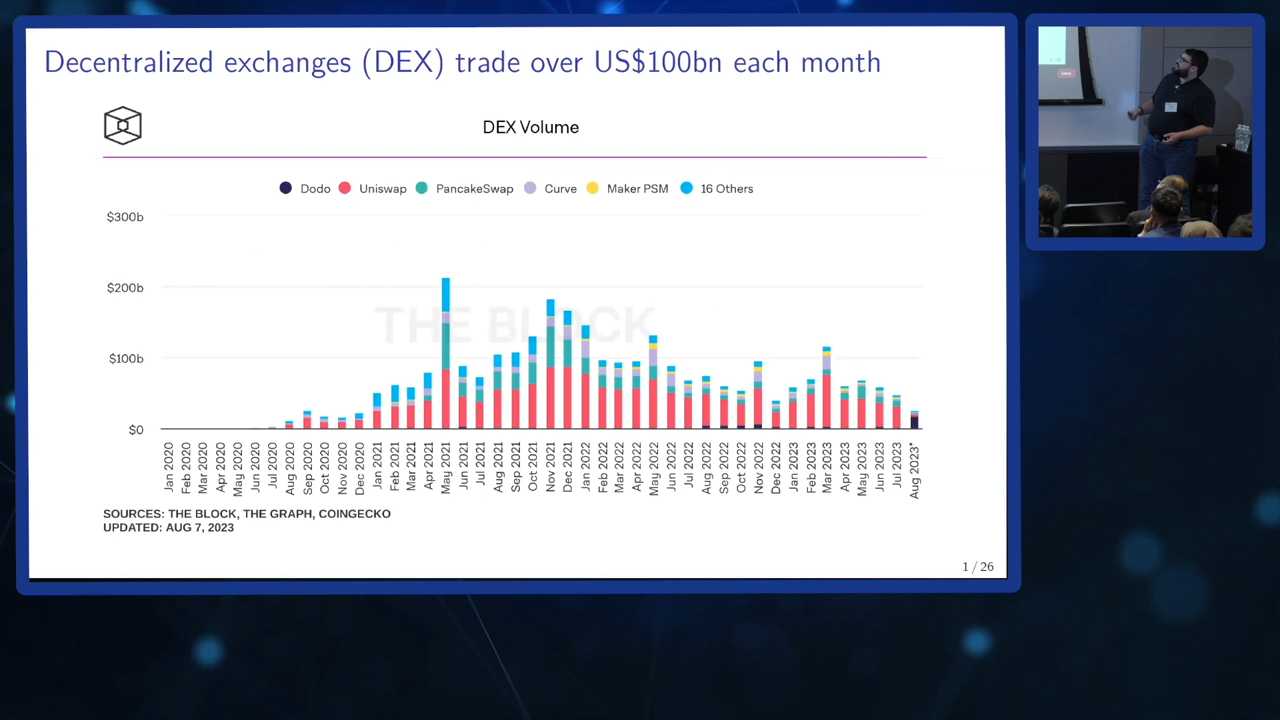 Decentralized exchanges (DEX) trade over US$100bn each month
DEX Volume
Dodo Uniswap PancakeSwap Curve Maker PSM 16 Others
$300b
$200b
$100b
$0
THE BLOCK
Jan 2020
Feb 2020
Mar 2020
Apr 2020
May 2020
Jun 2020
Jul 2020
Aug 2020
Sep 2020
Oct 2020
Nov 2020
Dec 2020
Jan 2021
Feb 2021
Mar 2021
Apr 2021
May 2021
Jun 2021
Jul 2021
Aug 2021
Sep 2021
Oct 2021
Nov 2021
Dec 2021
Jan 2022
Feb 2022
Mar 2022
Apr 2022
May 2022
Jun 2022
Jul 2022
Aug 2022
Sep 2022
Oct 2022
Nov 2022
Dec 2022
Jan 2023
Feb 2023
Mar 2023
Apr 2023
May 2023
Jun 2023
Jul 2023
Aug 2023*
SOURCES: THE BLOCK, THE GRAPH, COINGECKO
UPDATED: AUG 7, 2023
1 / 26